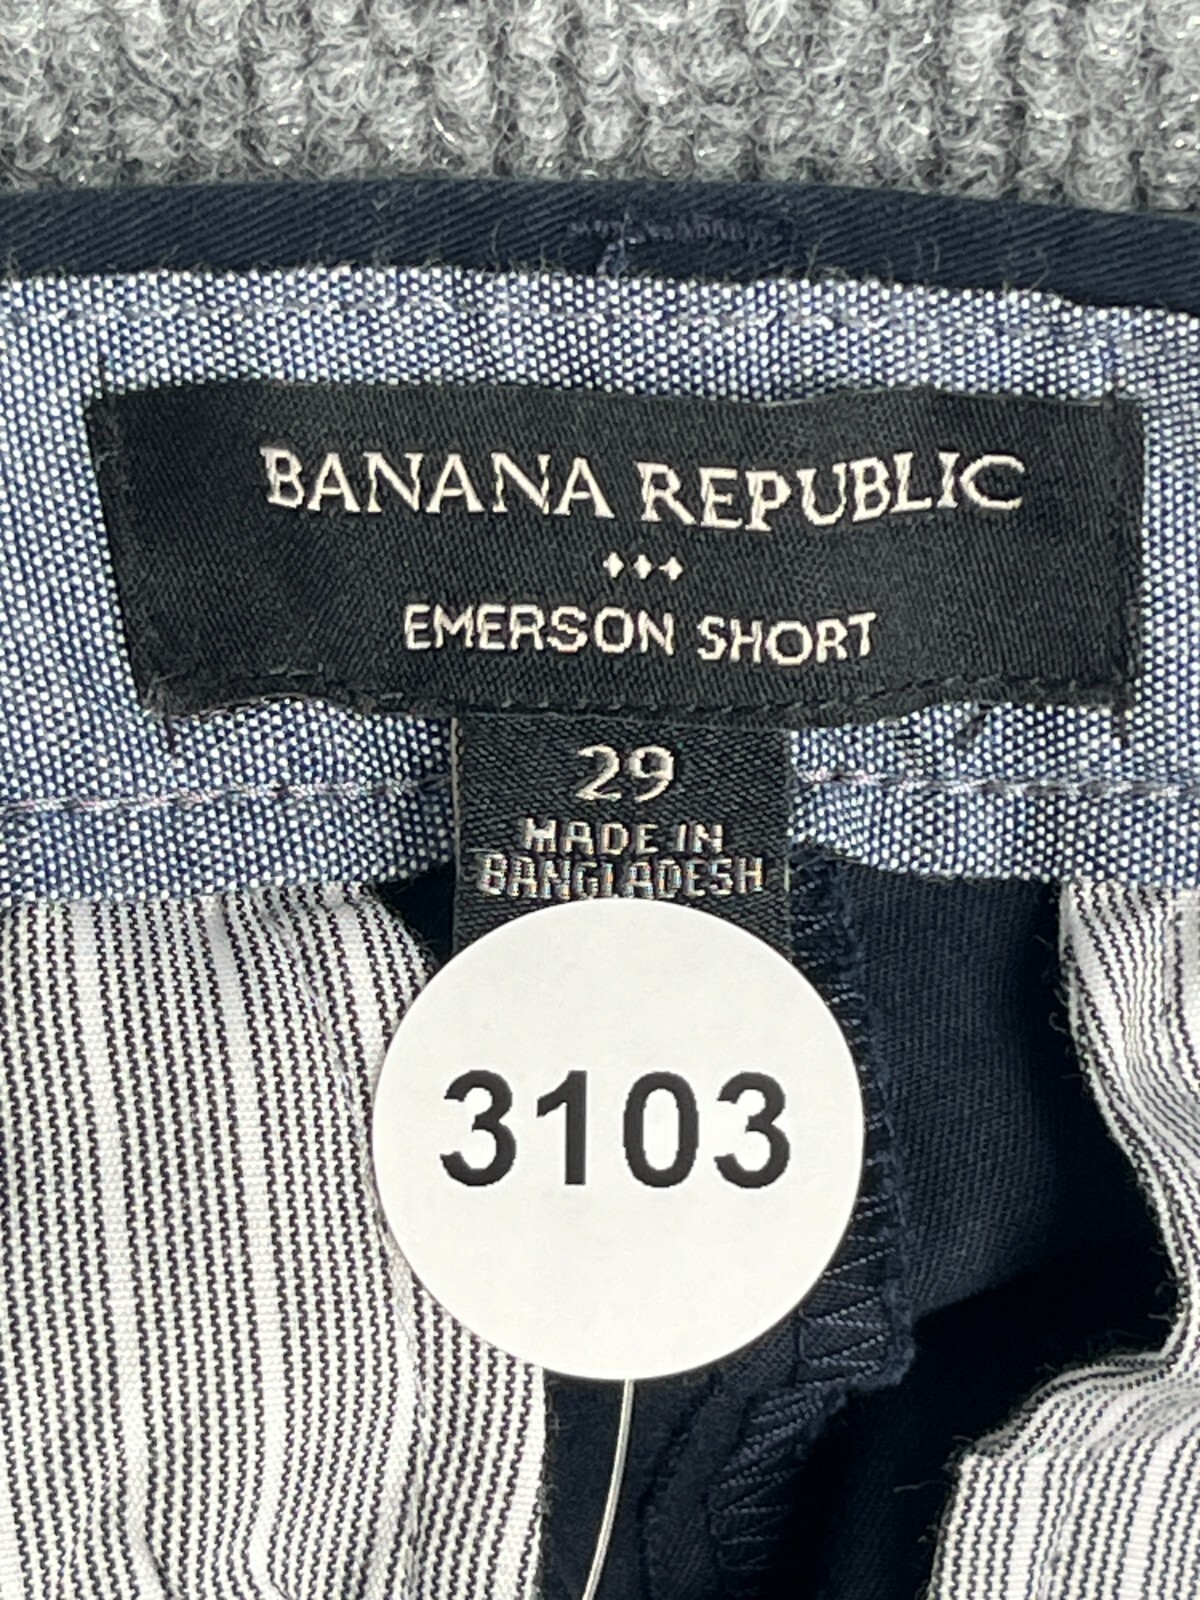 BANANA REPUBLIC
EMERSON SHORT
29
MADE IN
BANGLADESH
3103